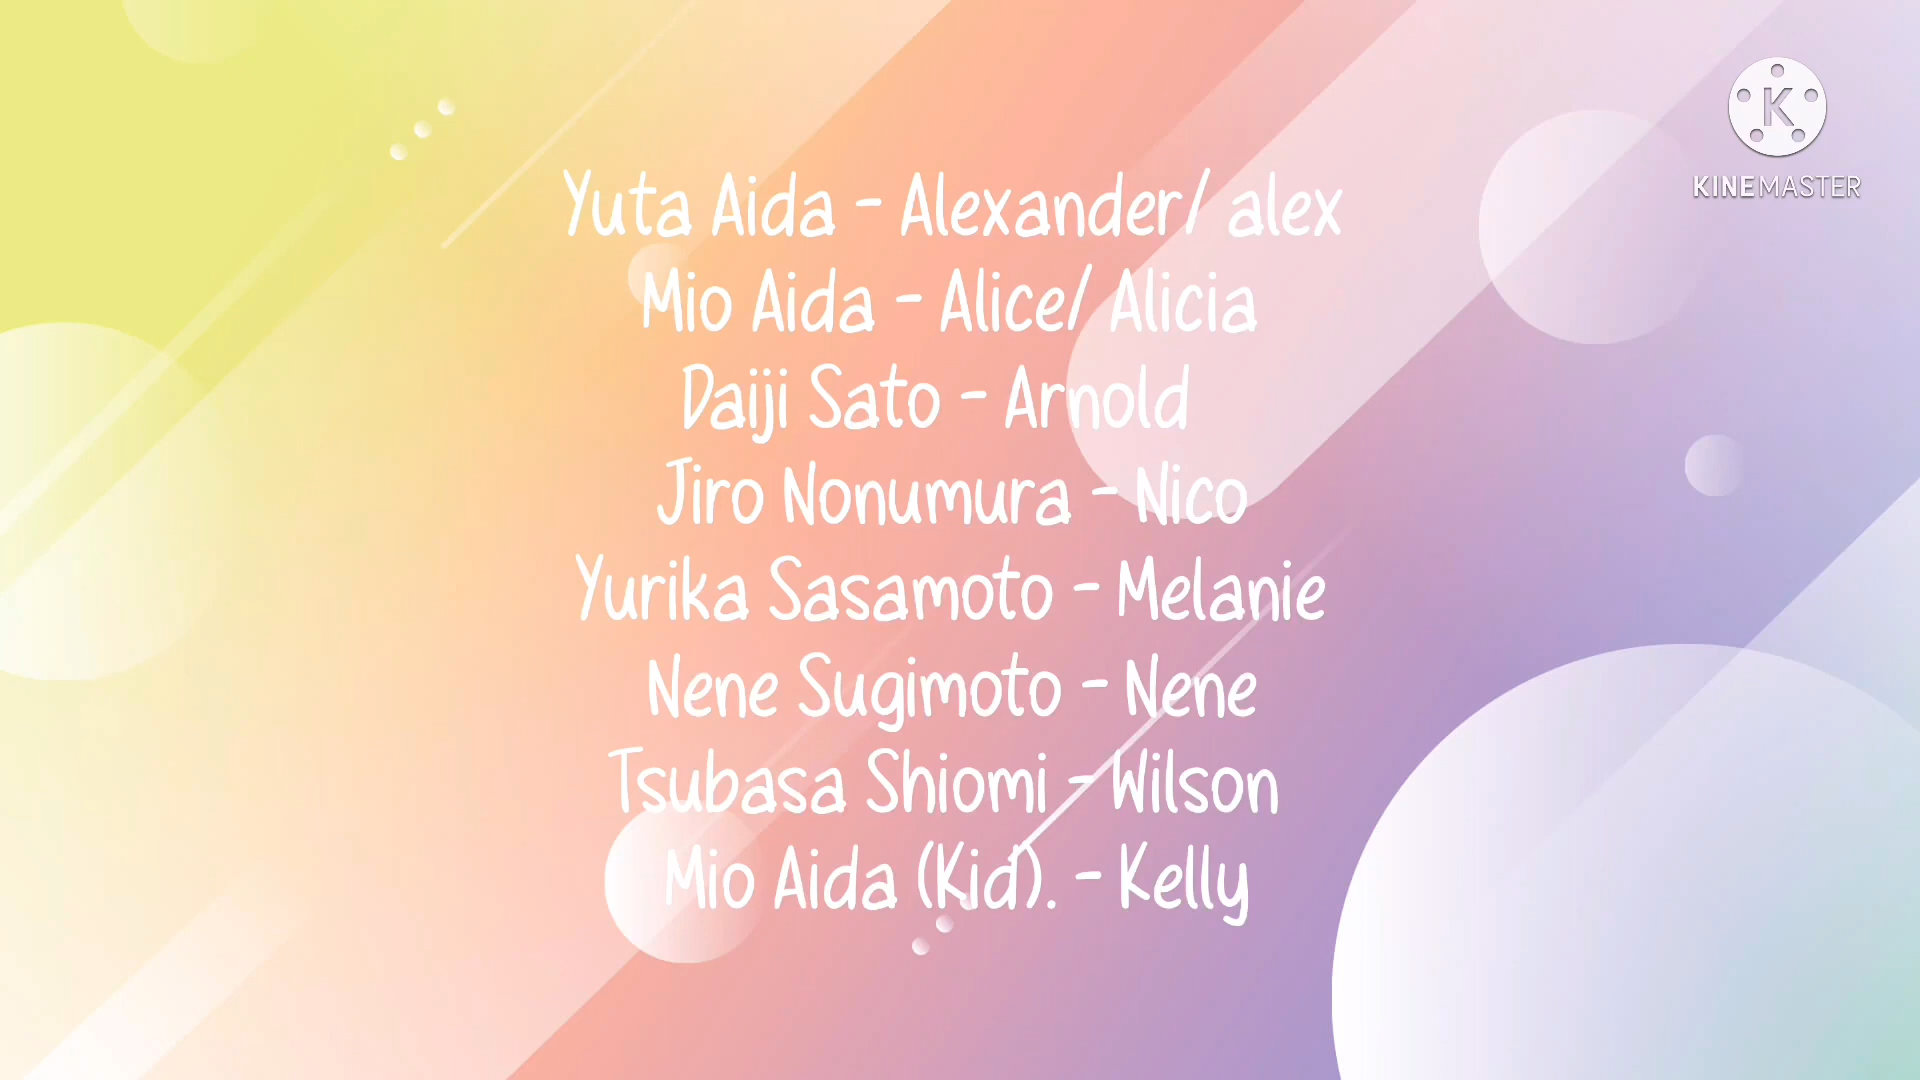 K
KINEMASTER
Yuta Aida - Alexander/ alex
Mio Aida - Alice/ Alicia
Daiji Sato - Arnold
Jiro Nonumura - Nico
Yurika Sasamoto - Melanie
Nene Sugimoto - Nene
Tsubasa Shiomi - Wilson
Mio Aida (Kid). - Kelly